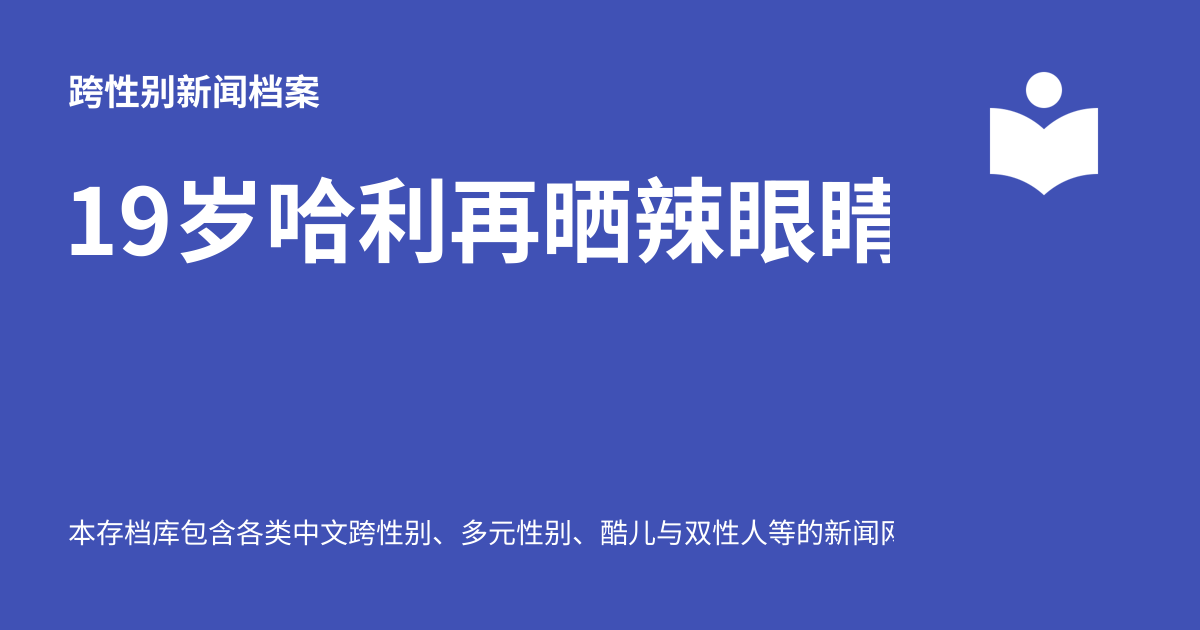 跨性别新闻档案
19岁哈利再晒辣眼睛
本存档库包含各类中文跨性别、多元性别、酷儿与双性人等的新闻网